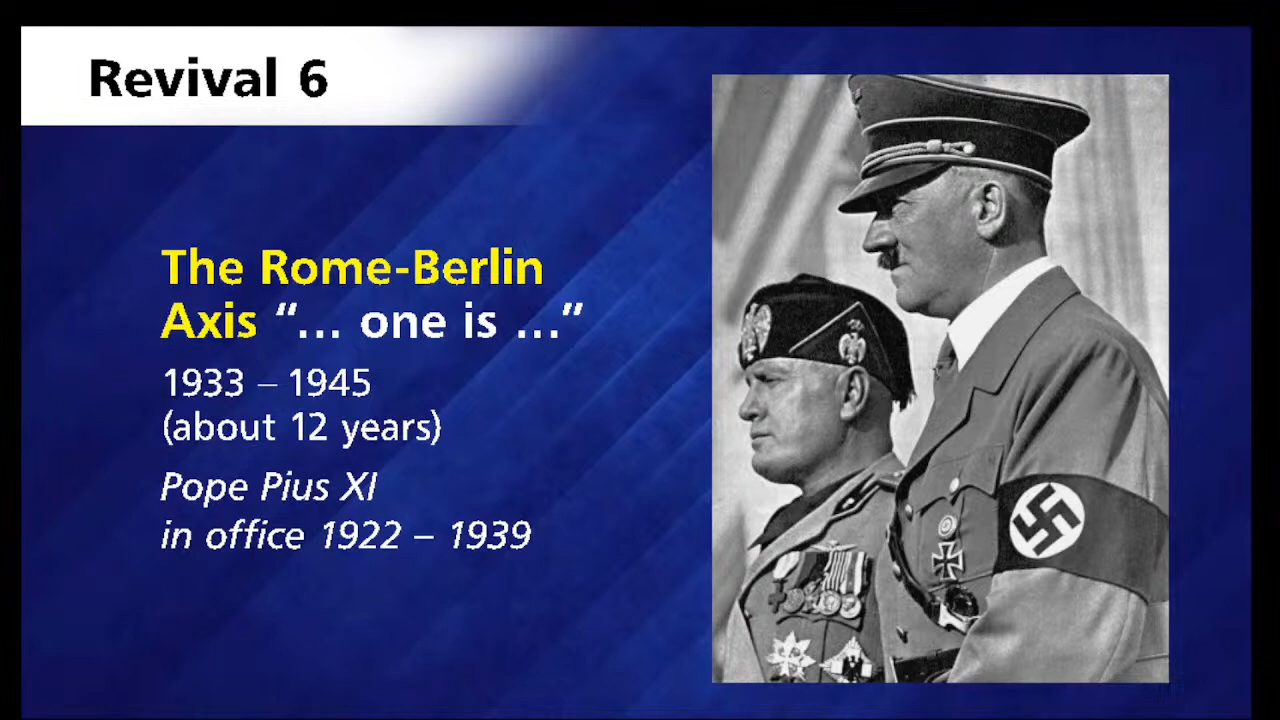 Revival 6
The Rome-Berlin
Axis “... one is ...”
1933 – 1945
(about 12 years)
Pope Pius XI
in office 1922 – 1939